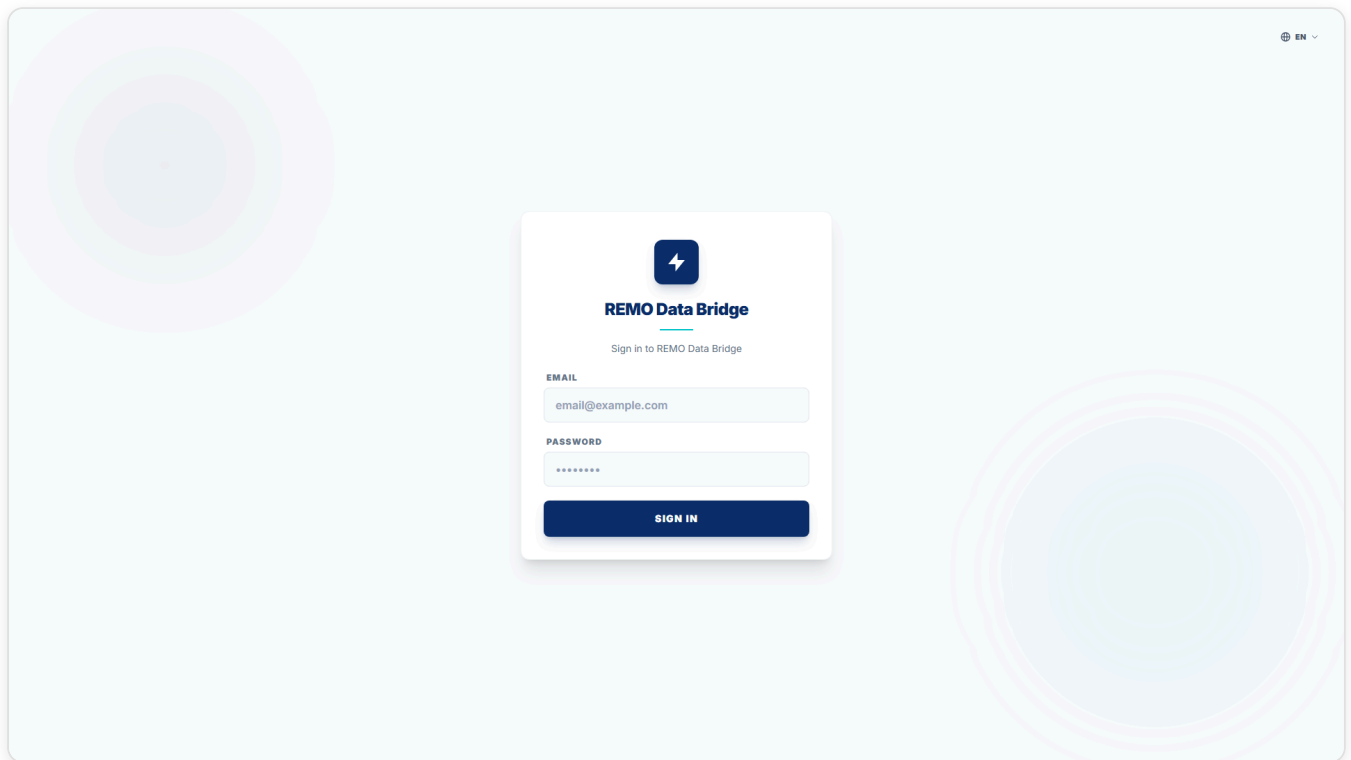 EN
REMO Data Bridge
Sign in to REMO Data Bridge
EMAIL
email@example.com
PASSWORD
••••••••
SIGN IN